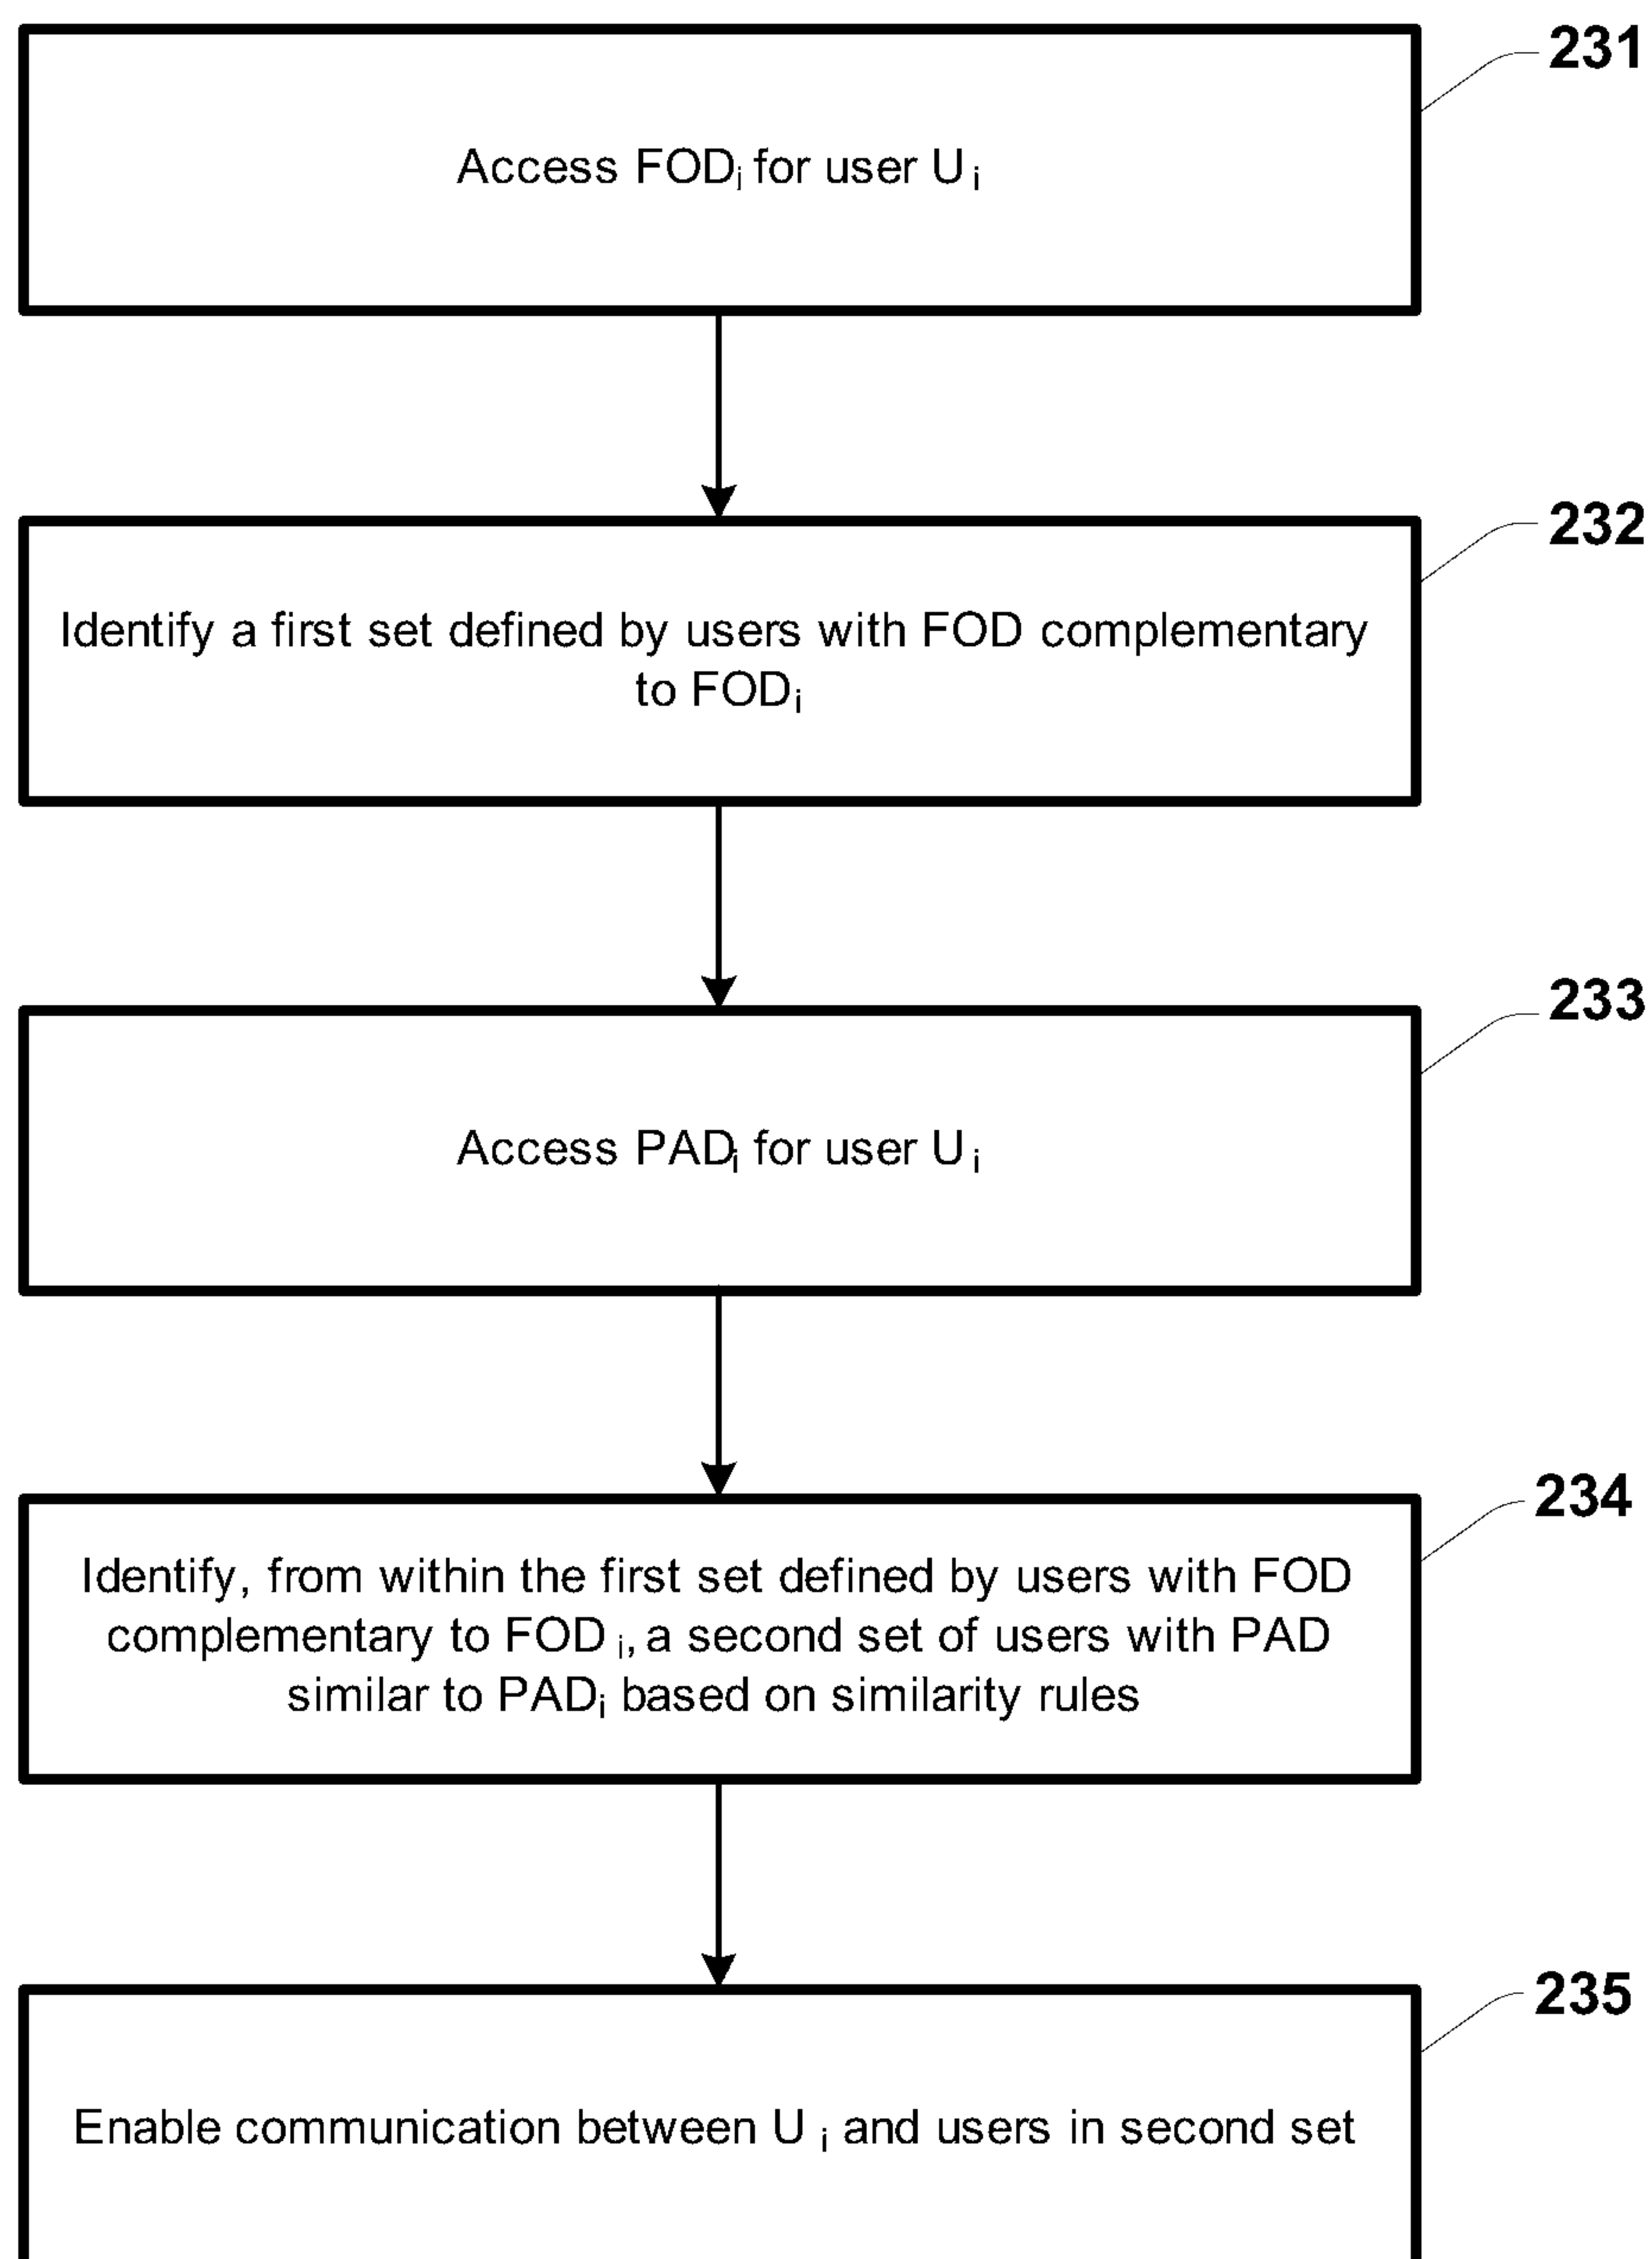 231
Access FODi for user Ui
232
Identify a first set defined by users with FOD complementary
to FODi
233
Access PADi for user Ui
234
Identify, from within the first set defined by users with FOD
complementary to FOD i, a second set of users with PAD
similar to PADi based on similarity rules
235
Enable communication between U i and users in second set